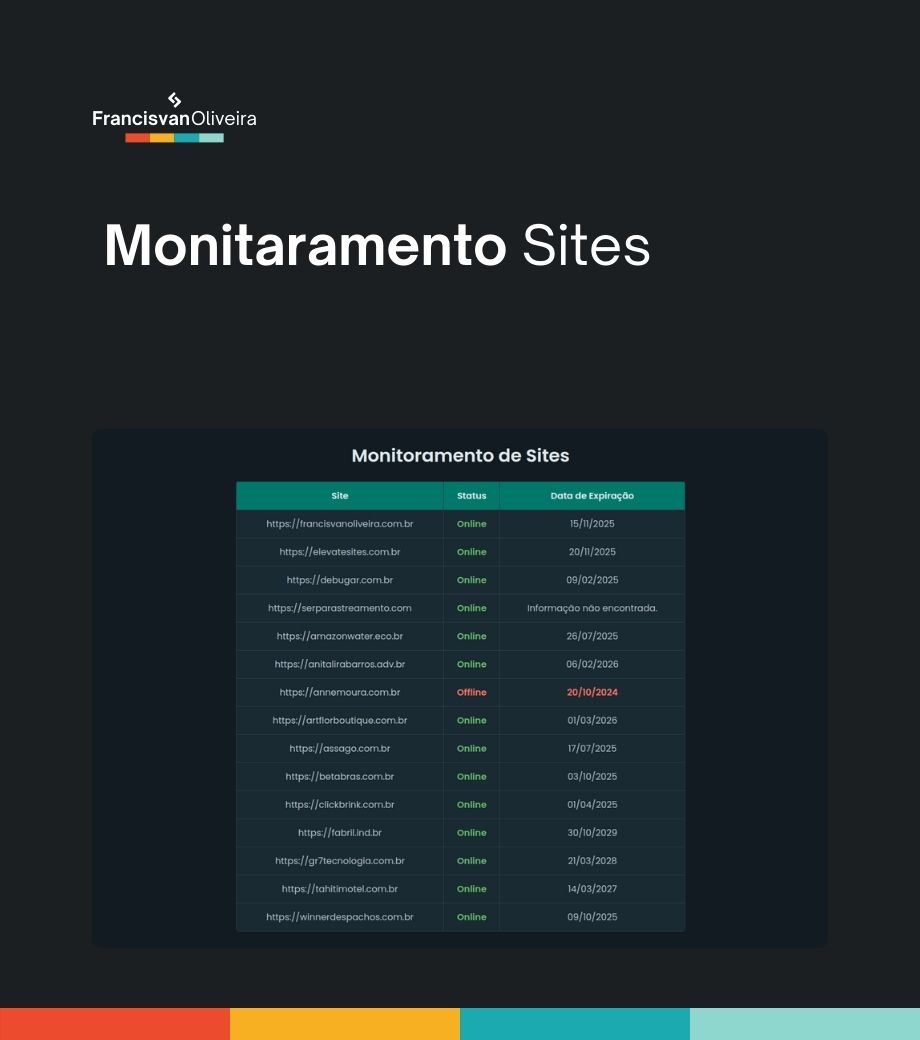 FrancisvanOliveira
Monitaramento Sites
Monitoramento de Sites
Site Status Data de Expiração
https://francisvanoliveira.com.br Online 15/11/2025
https://elevatesites.com.br Online 20/11/2025
https://debugar.com.br Online 09/02/2025
https://serparastreamento.com Online Informação não encontrada.
https://amazonwater.eco.br Online 26/07/2025
https://anitalirabarros.adv.br Online 06/02/2026
https://annemoura.com.br Offline 20/10/2024
https://artflorboutique.com.br Online 01/03/2026
https://assago.com.br Online 17/07/2025
https://betabras.com.br Online 03/10/2025
https://clickbrink.com.br Online 01/04/2025
https://fabril.ind.br Online 30/10/2029
https://gr7tecnologia.com.br Online 21/03/2028
https://tahitimotel.com.br Online 14/03/2027
https://winnerdespachos.com.br Online 09/10/2025